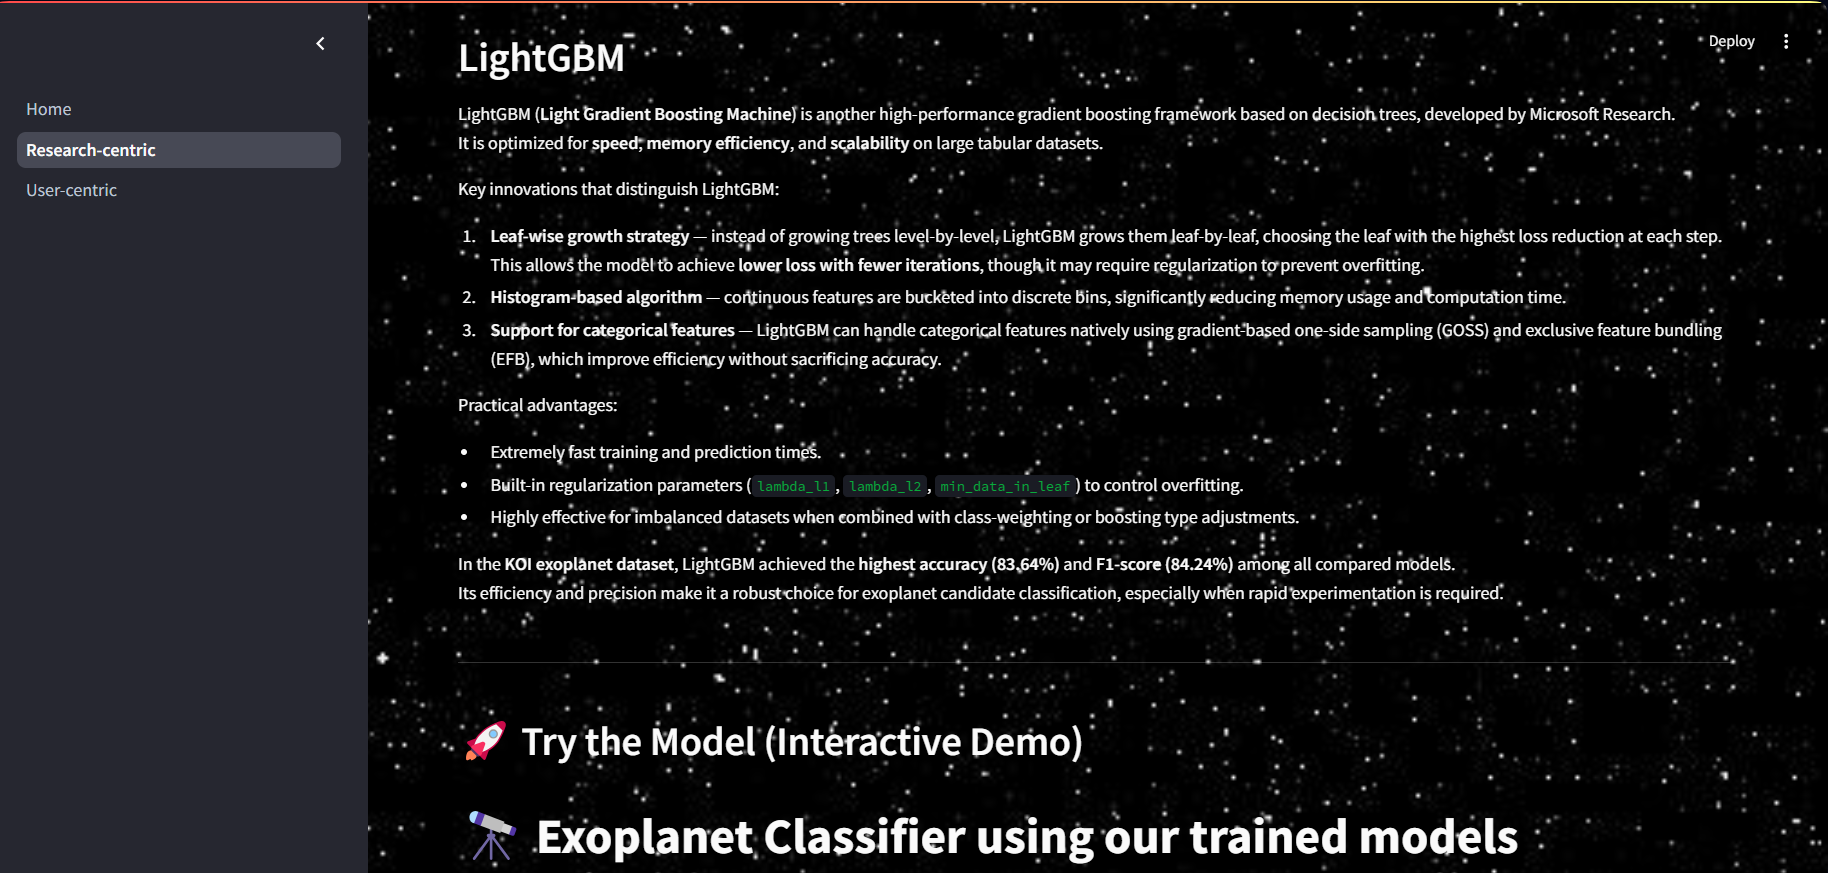 Deploy
Home
Research-centric
User-centric
LightGBM
LightGBM (Light Gradient Boosting Machine) is another high-performance gradient boosting framework based on decision trees, developed by Microsoft Research.
It is optimized for speed, memory efficiency, and scalability on large tabular datasets.
Key innovations that distinguish LightGBM:
1. Leaf-wise growth strategy — instead of growing trees level-by-level, LightGBM grows them leaf-by-leaf, choosing the leaf with the highest loss reduction at each step.
This allows the model to achieve lower loss with fewer iterations, though it may require regularization to prevent overfitting.
2. Histogram-based algorithm — continuous features are bucketed into discrete bins, significantly reducing memory usage and computation time.
3. Support for categorical features — LightGBM can handle categorical features natively using gradient-based one-side sampling (GOSS) and exclusive feature bundling
(EFB), which improve efficiency without sacrificing accuracy.
Practical advantages:
• Extremely fast training and prediction times.
• Built-in regularization parameters (lambda_l1, lambda_l2, min_data_in_leaf) to control overfitting.
• Highly effective for imbalanced datasets when combined with class-weighting or boosting type adjustments.
In the KOI exoplanet dataset, LightGBM achieved the highest accuracy (83.64%) and F1-score (84.24%) among all compared models.
Its efficiency and precision make it a robust choice for exoplanet candidate classification, especially when rapid experimentation is required.
🚀 Try the Model (Interactive Demo)
🔭 Exoplanet Classifier using our trained models